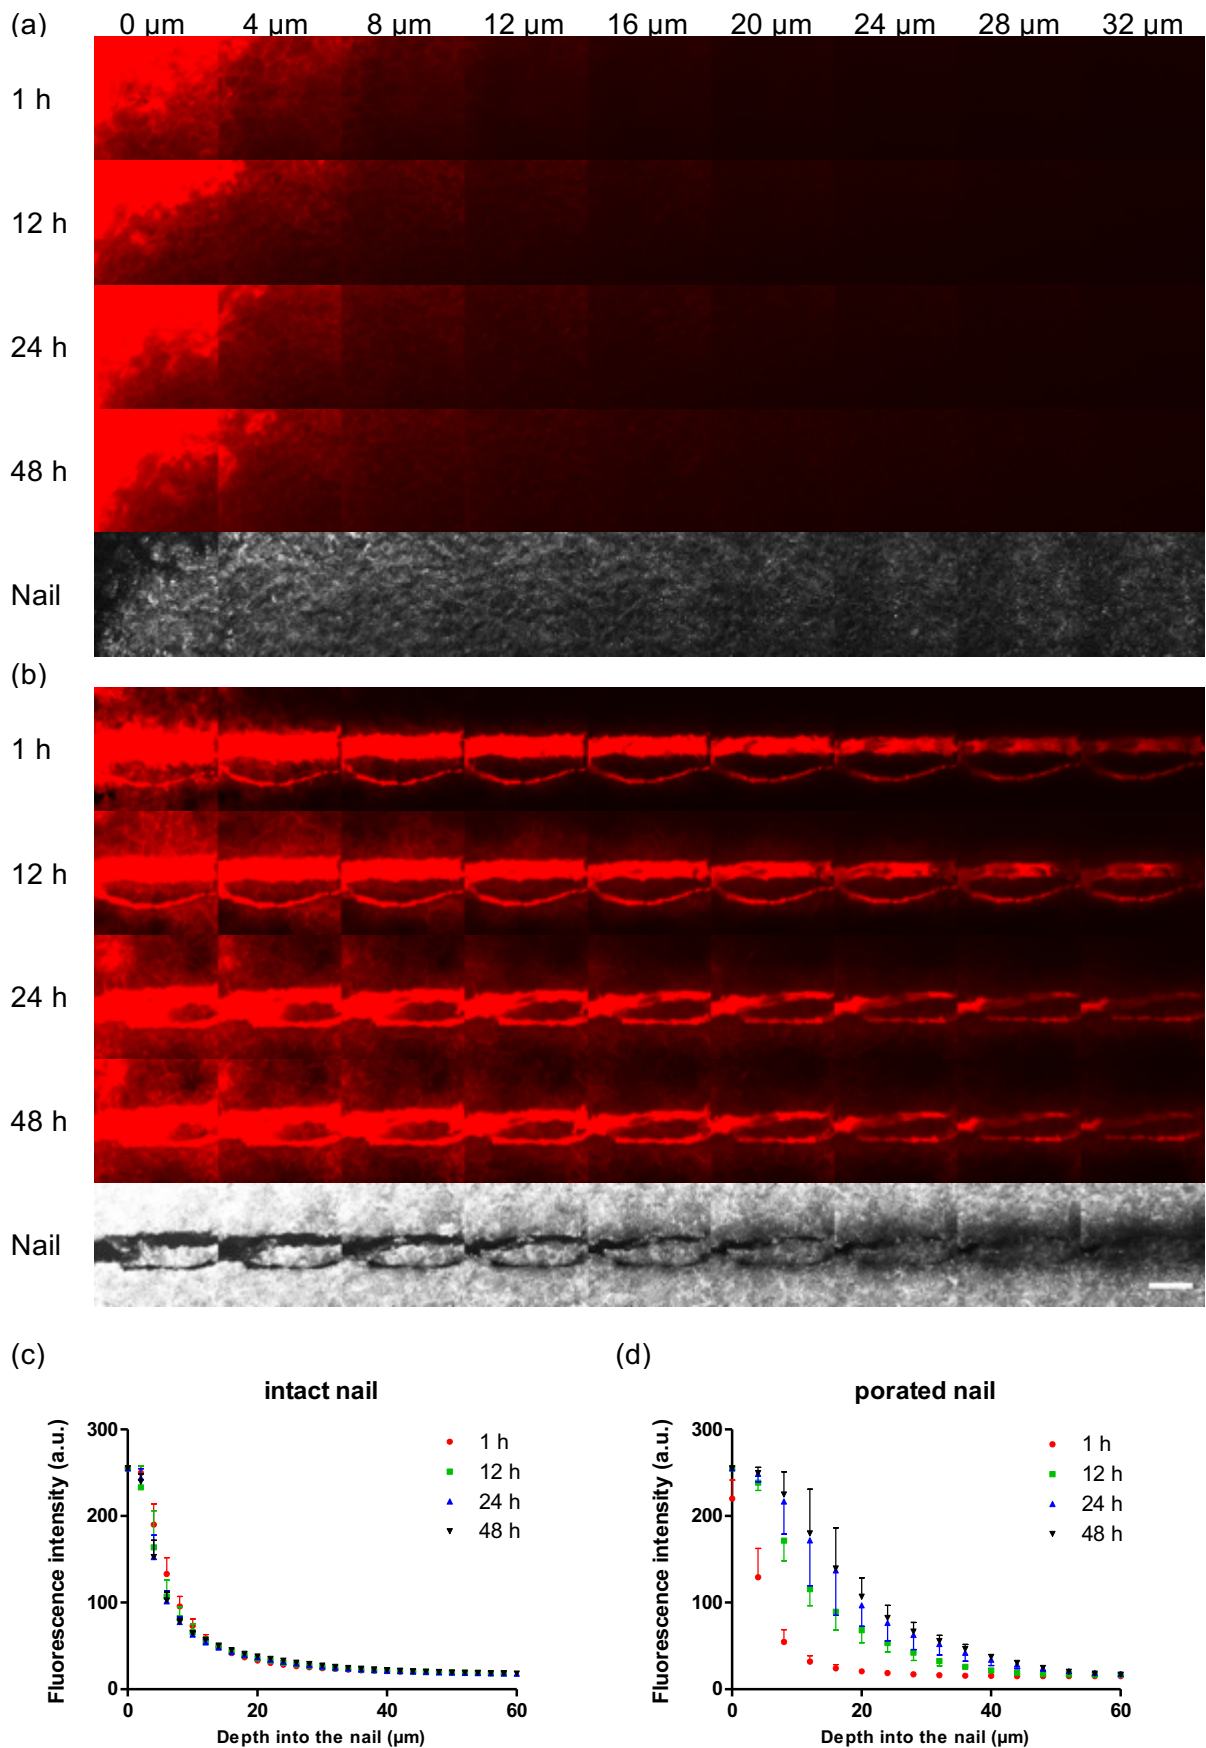 (a)
0 µm 4 µm 8 µm 12 µm 16 µm 20 µm 24 µm 28 µm 32 µm
1 h
12 h
24 h
48 h
Nail
(b)
1 h
12 h
24 h
48 h
Nail
(c)
intact nail
Fluorescence intensity (a.u.)
300
200
100
0
0 20 40 60
Depth into the nail (µm)
1 h
12 h
24 h
48 h
(d)
porated nail
Fluorescence intensity (a.u.)
300
200
100
0
0 20 40 60
Depth into the nail (µm)
1 h
12 h
24 h
48 h